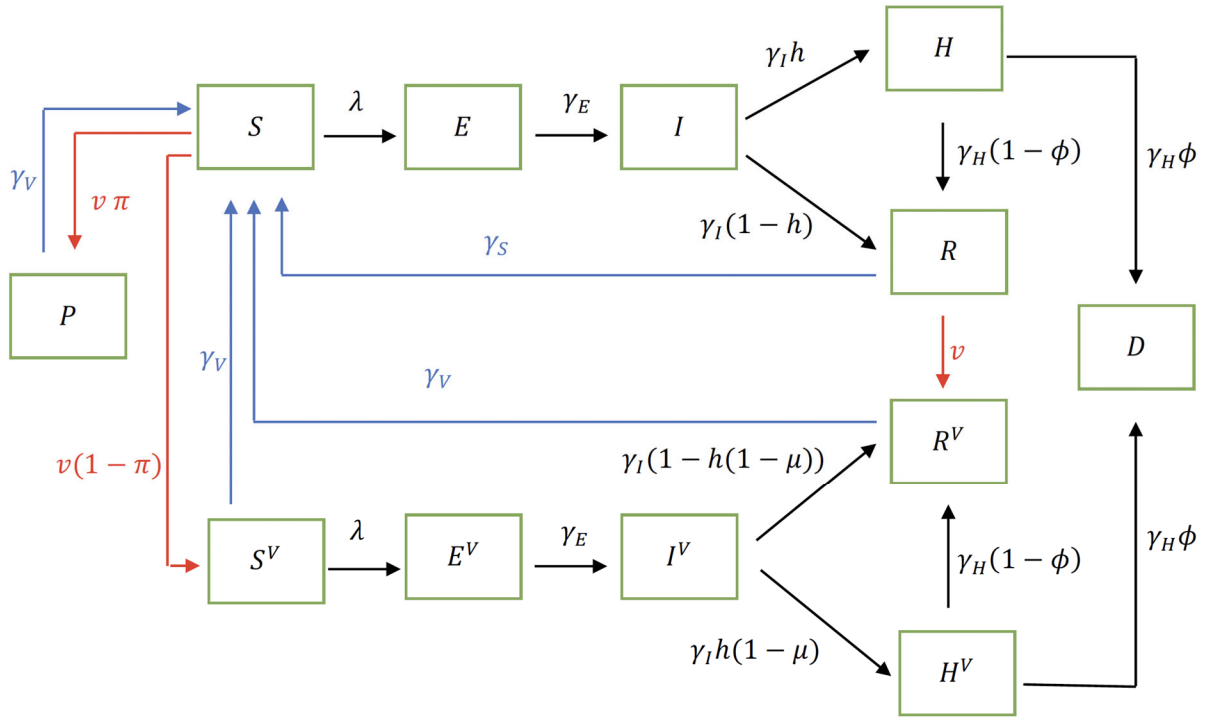 H
γ_I h
λ
γ_E
S
E
I
γ_H(1 − ϕ)
γ_H ϕ
γ_V
v π
γ_I(1 − h)
γ_S
R
P
D
v
γ_V
γ_V
R^V
v(1 − π)
γ_I(1 − h(1 − μ))
λ
γ_E
S^V
E^V
I^V
γ_H(1 − ϕ)
γ_H ϕ
γ_I h(1 − μ)
H^V